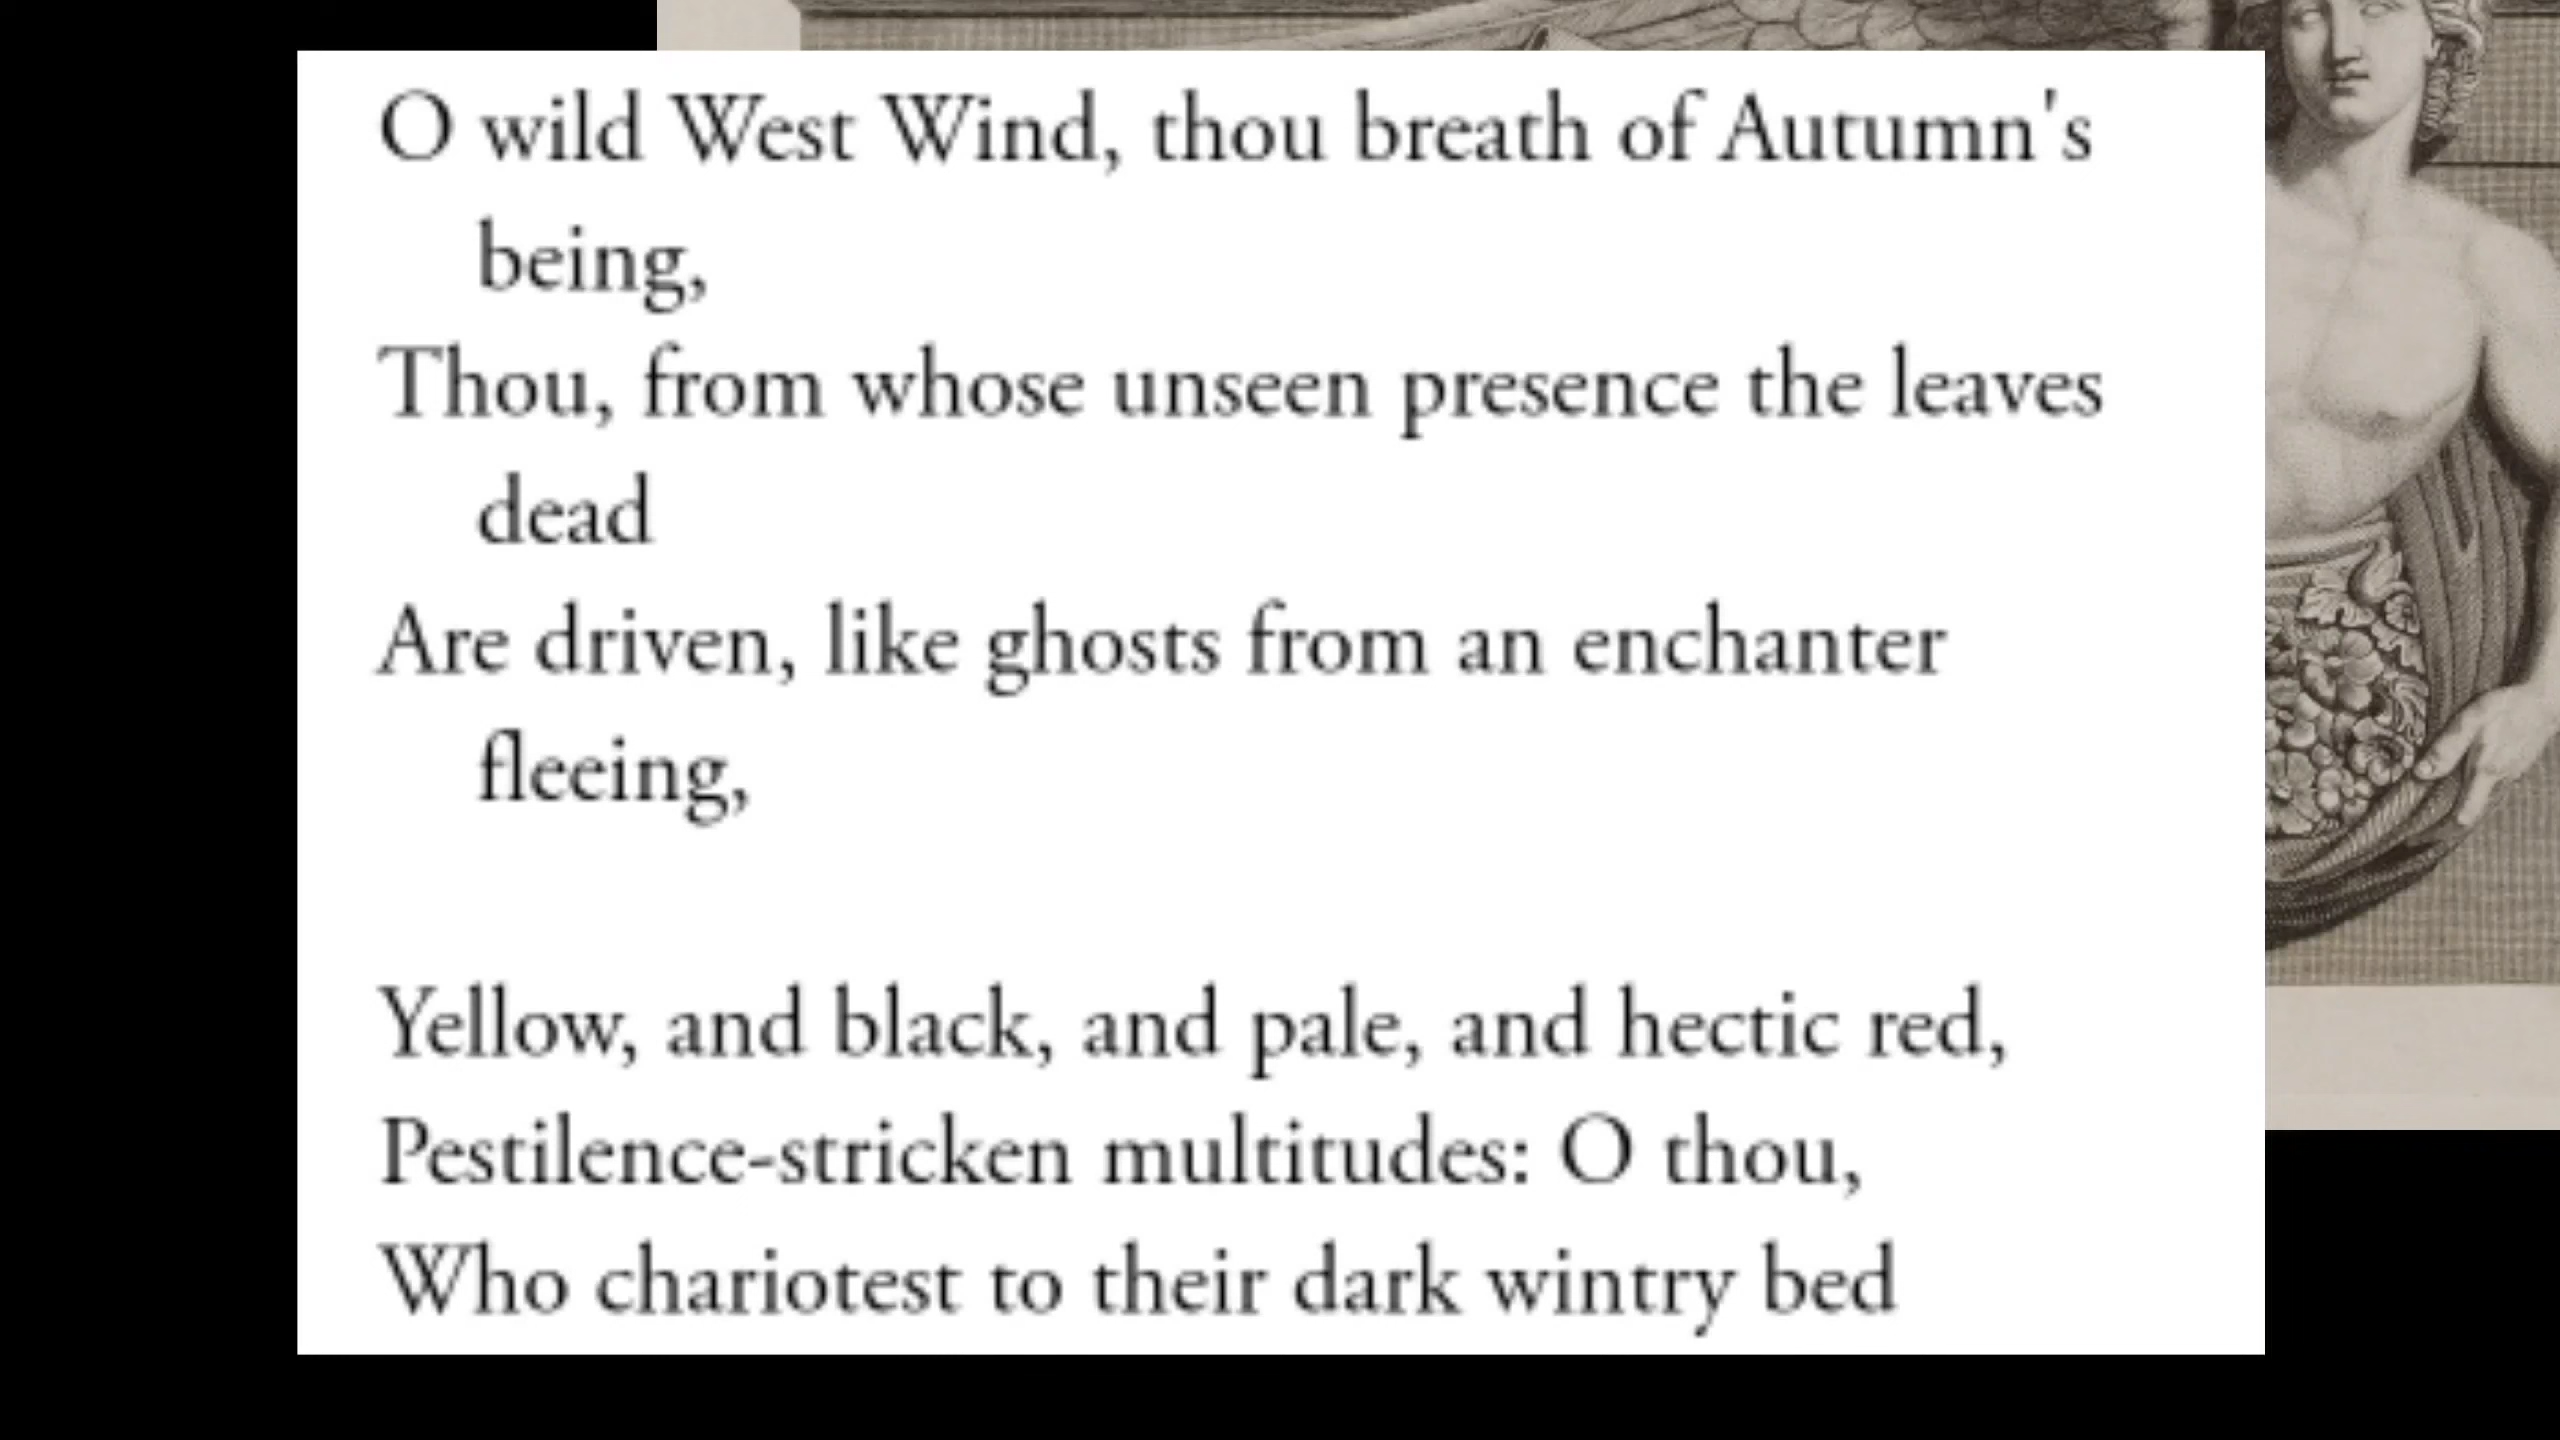 O wild West Wind, thou breath of Autumn's
being,
Thou, from whose unseen presence the leaves
dead
Are driven, like ghosts from an enchanter
fleeing,
Yellow, and black, and pale, and hectic red,
Pestilence-stricken multitudes: O thou,
Who chariotest to their dark wintry bed